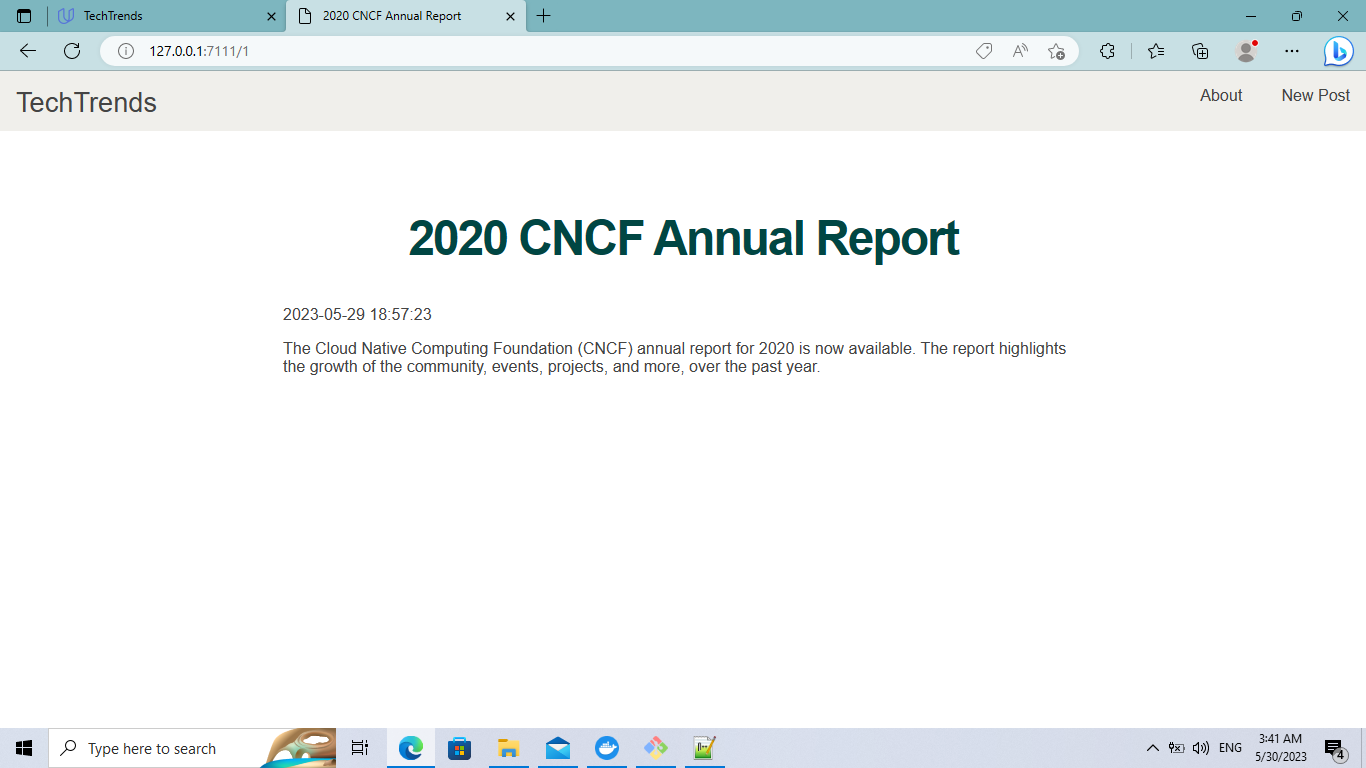 TechTrends
2020 CNCF Annual Report
127.0.0.1:7111/1
TechTrends
About
New Post
2020 CNCF Annual Report
2023-05-29 18:57:23
The Cloud Native Computing Foundation (CNCF) annual report for 2020 is now available. The report highlights
the growth of the community, events, projects, and more, over the past year.
Type here to search
ENG
3:41 AM
5/30/2023
4